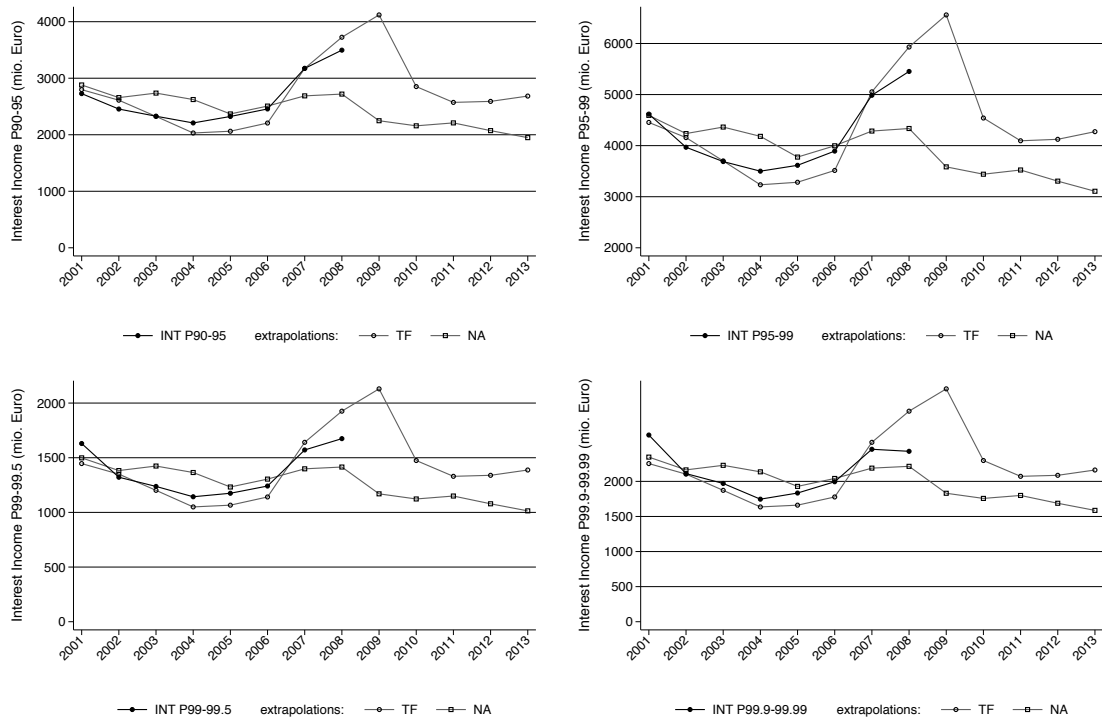 Interest Income P90-95 (mio. Euro)
4000
3000
2000
1000
0
2001 2002 2003 2004 2005 2006 2007 2008 2009 2010 2011 2012 2013
INT P90-95 extrapolations: TF NA
Interest Income P95-99 (mio. Euro)
6000
5000
4000
3000
2000
2001 2002 2003 2004 2005 2006 2007 2008 2009 2010 2011 2012 2013
INT P95-99 extrapolations: TF NA
Interest Income P99-99.5 (mio. Euro)
2000
1500
1000
500
0
2001 2002 2003 2004 2005 2006 2007 2008 2009 2010 2011 2012 2013
INT P99-99.5 extrapolations: TF NA
Interest Income P99.9-99.99 (mio. Euro)
2000
1500
1000
500
0
2001 2002 2003 2004 2005 2006 2007 2008 2009 2010 2011 2012 2013
INT P99.9-99.99 extrapolations: TF NA